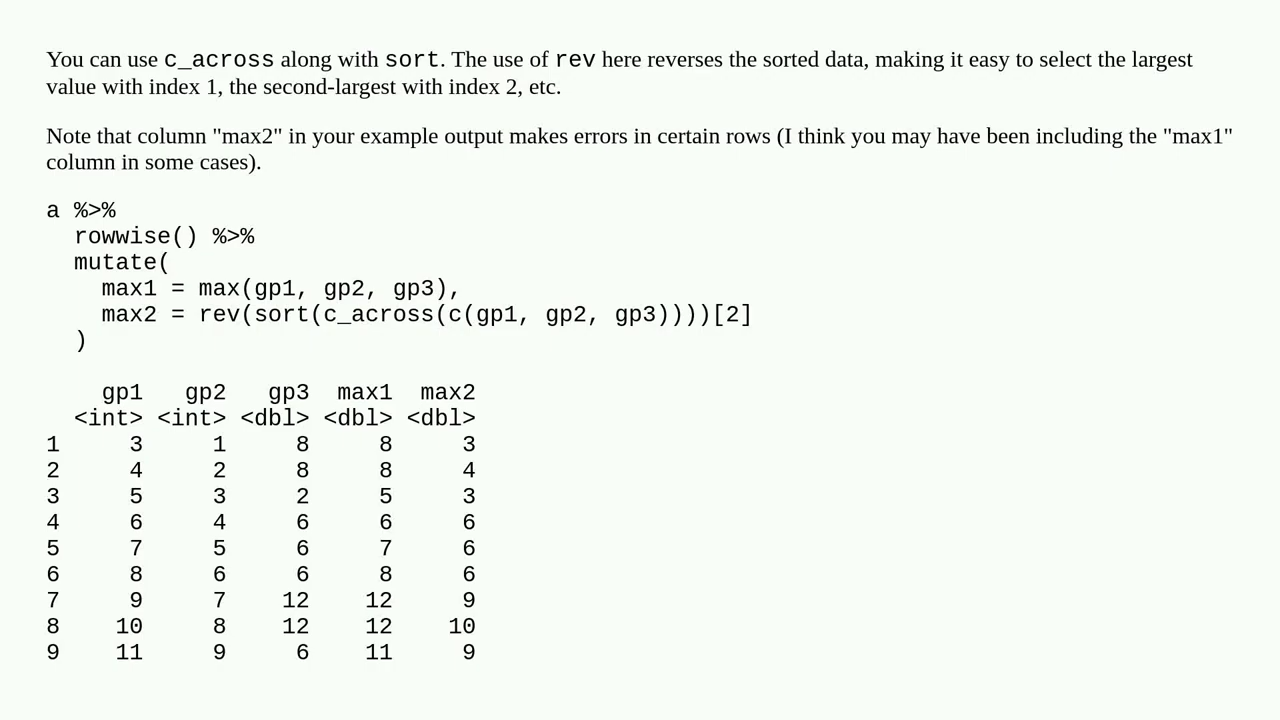 You can use c_across along with sort. The use of rev here reverses the sorted data, making it easy to select the largest
value with index 1, the second-largest with index 2, etc.
Note that column "max2" in your example output makes errors in certain rows (I think you may have been including the "max1"
column in some cases).
a %>%
  rowwise() %>%
  mutate(
    max1 = max(gp1, gp2, gp3),
    max2 = rev(sort(c_across(c(gp1, gp2, gp3))))[2]
  )
    gp1   gp2   gp3  max1  max2
  <int> <int> <dbl> <dbl> <dbl>
1     3     1     8     8     3
2     4     2     8     8     4
3     5     3     2     5     3
4     6     4     6     6     6
5     7     5     6     7     6
6     8     6     6     8     6
7     9     7    12    12     9
8    10     8    12    12    10
9    11     9     6    11     9